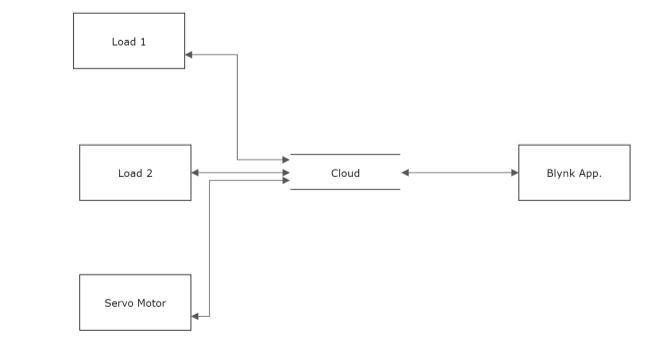 Load 1
Load 2
Cloud
Blynk App.
Servo Motor